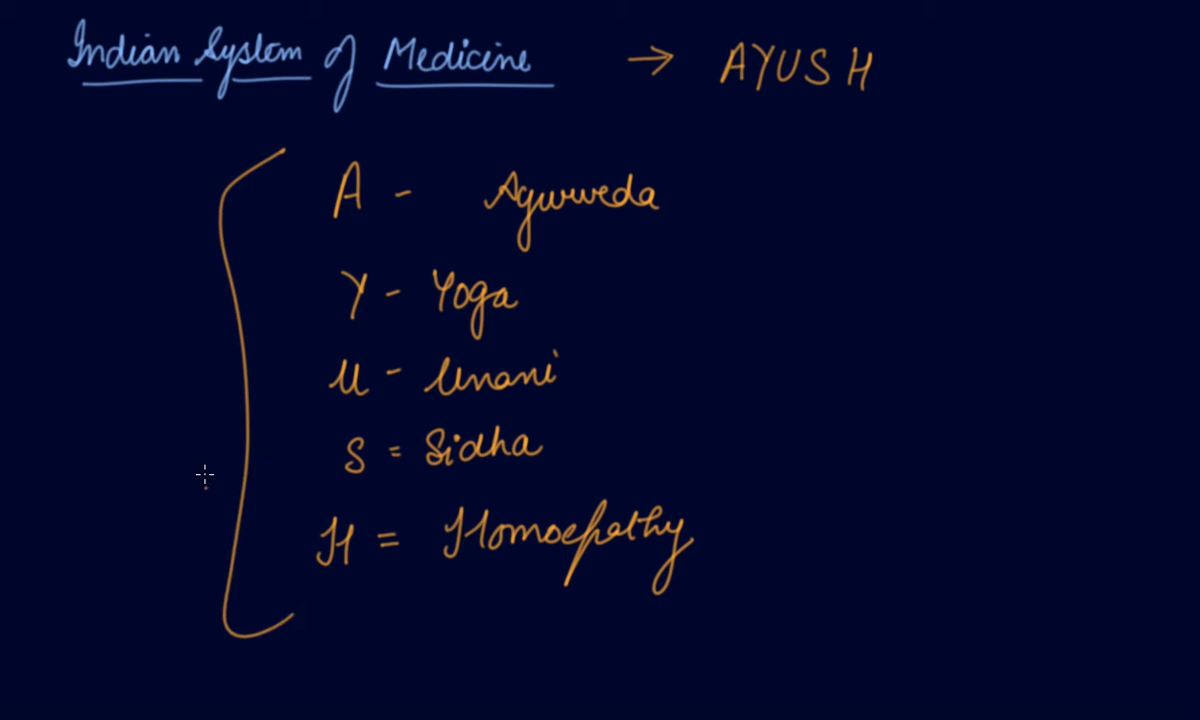 Indian System of Medicine → AYUSH
A - Ayurveda
Y - Yoga
U - Unani
S = Sidha
H = Homoepathy